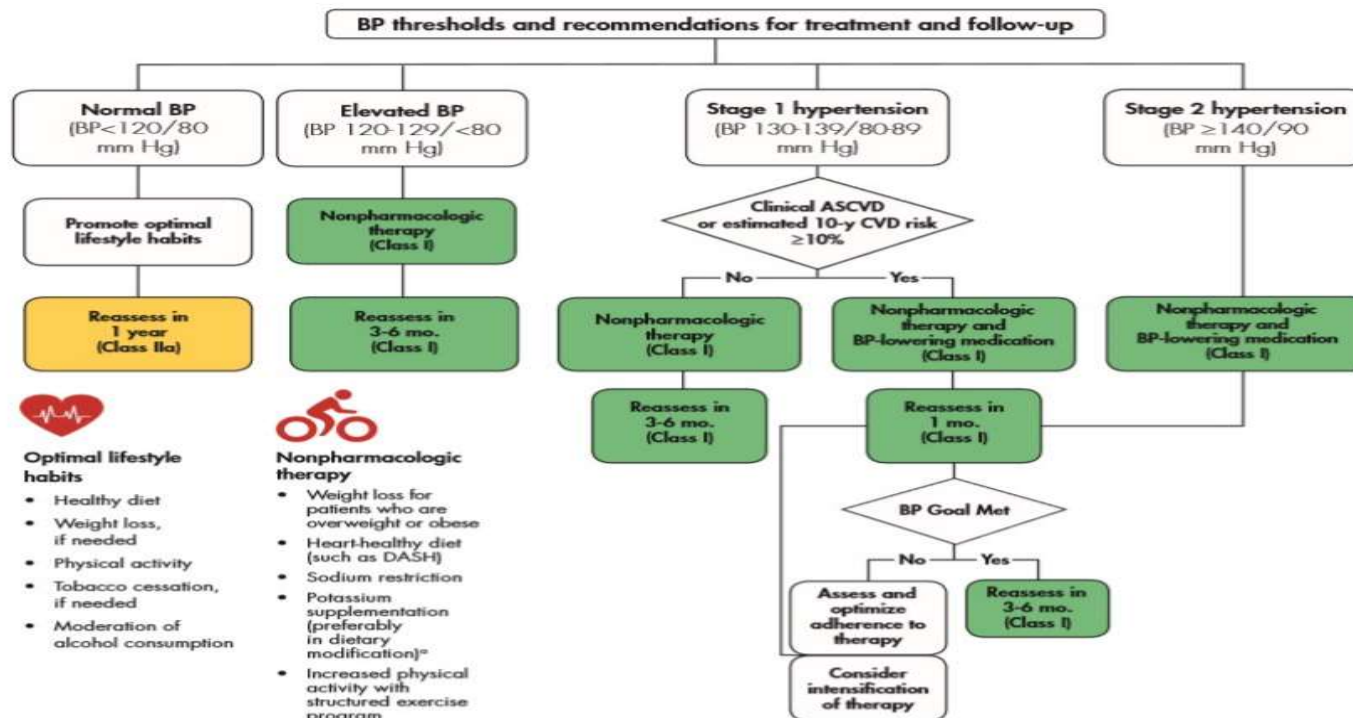 BP thresholds and recommendations for treatment and follow-up
Normal BP
(BP<120/80
mm Hg)
Elevated BP
(BP 120-129/<80
mm Hg)
Stage 1 hypertension
(BP 130-139/80-89
mm Hg)
Stage 2 hypertension
(BP ≥140/90
mm Hg)
Promote optimal
lifestyle habits
Nonpharmacologic
therapy
(Class I)
Clinical ASCVD
or estimated 10-y CVD risk
≥10%
No
Yes
Reassess in
1 year
(Class IIa)
Reassess in
3-6 mo.
(Class I)
Nonpharmacologic
therapy
(Class I)
Nonpharmacologic
therapy and
BP-lowering medication
(Class I)
Nonpharmacologic
therapy and
BP-lowering medication
(Class I)
Reassess in
3-6 mo.
(Class I)
Reassess in
1 mo.
(Class I)
BP Goal Met
No
Yes
Assess and
optimize
adherence to
therapy
Reassess in
3-6 mo.
(Class I)
Consider
intensification
of therapy
Optimal lifestyle
habits
• Healthy diet
• Weight loss,
if needed
• Physical activity
• Tobacco cessation,
if needed
• Moderation of
alcohol consumption
Nonpharmacologic
therapy
• Weight loss for
patients who are
overweight or obese
• Heart-healthy diet
(such as DASH)
• Sodium restriction
• Potassium
supplementation
(preferably
in dietary
modification)
• Increased physical
activity with
structured exercise
program